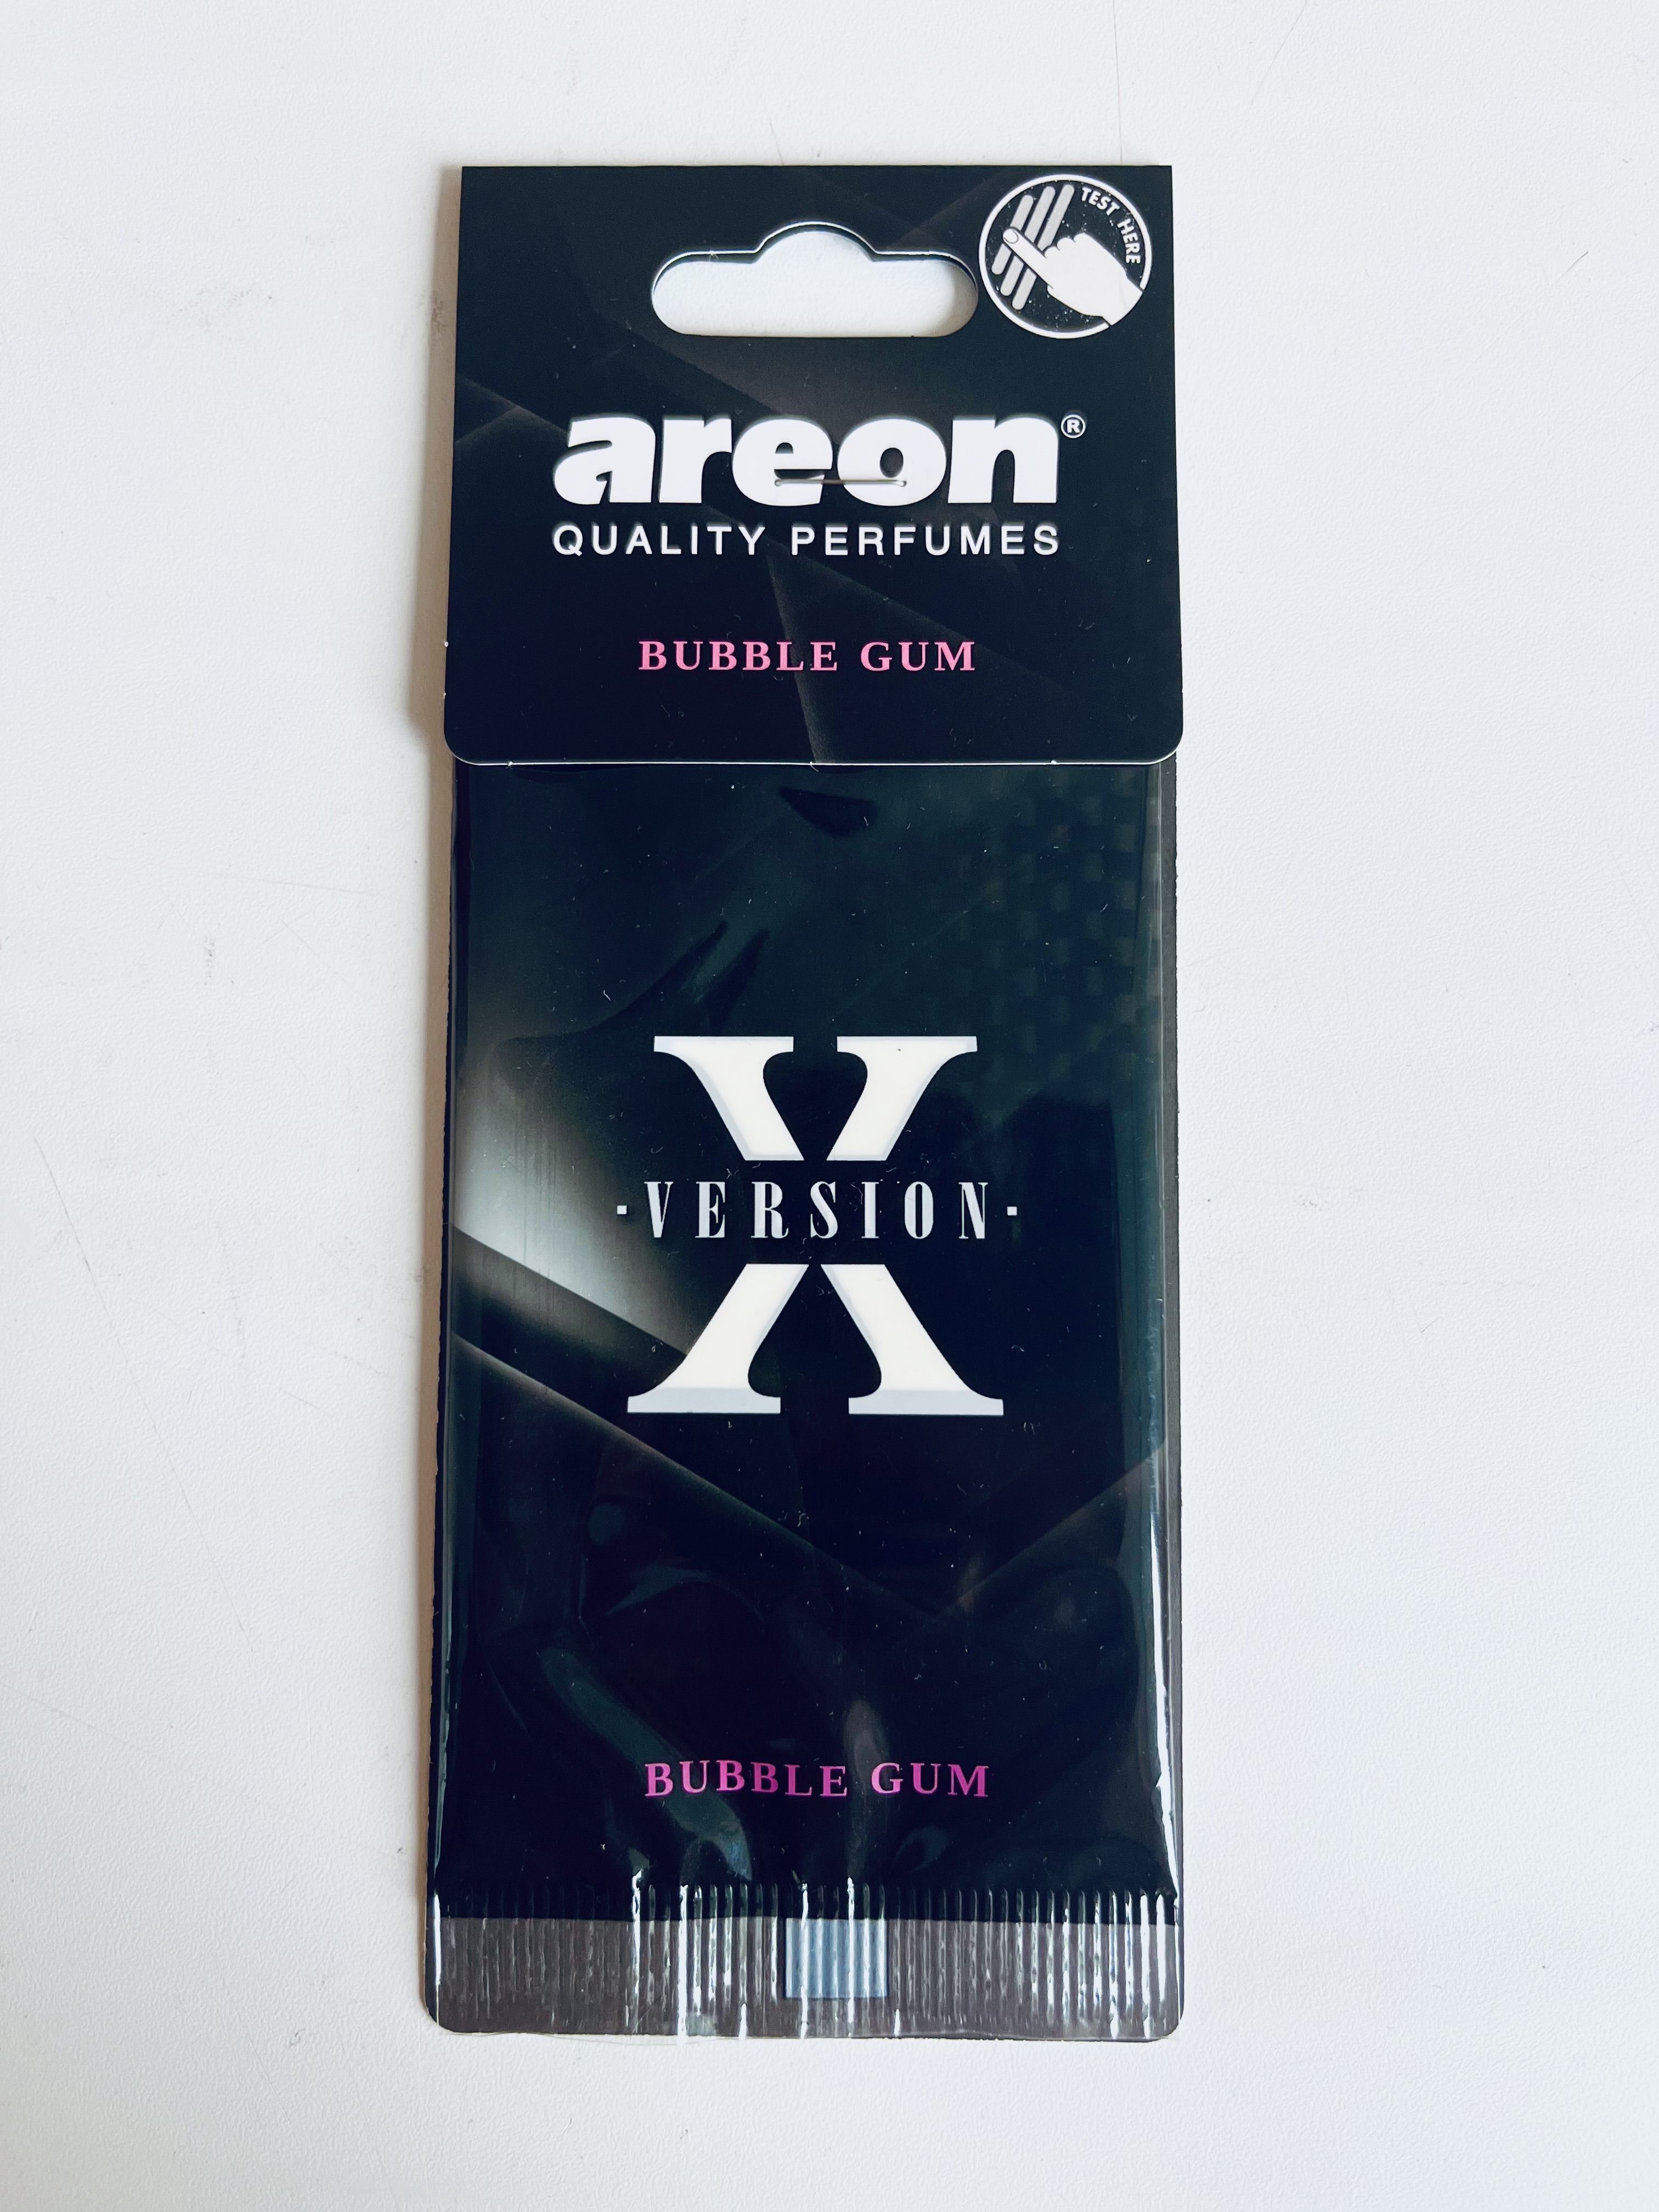 TEST HERE
areon®
QUALITY PERFUMES
BUBBLE GUM
X
·VERSION·
BUBBLE GUM